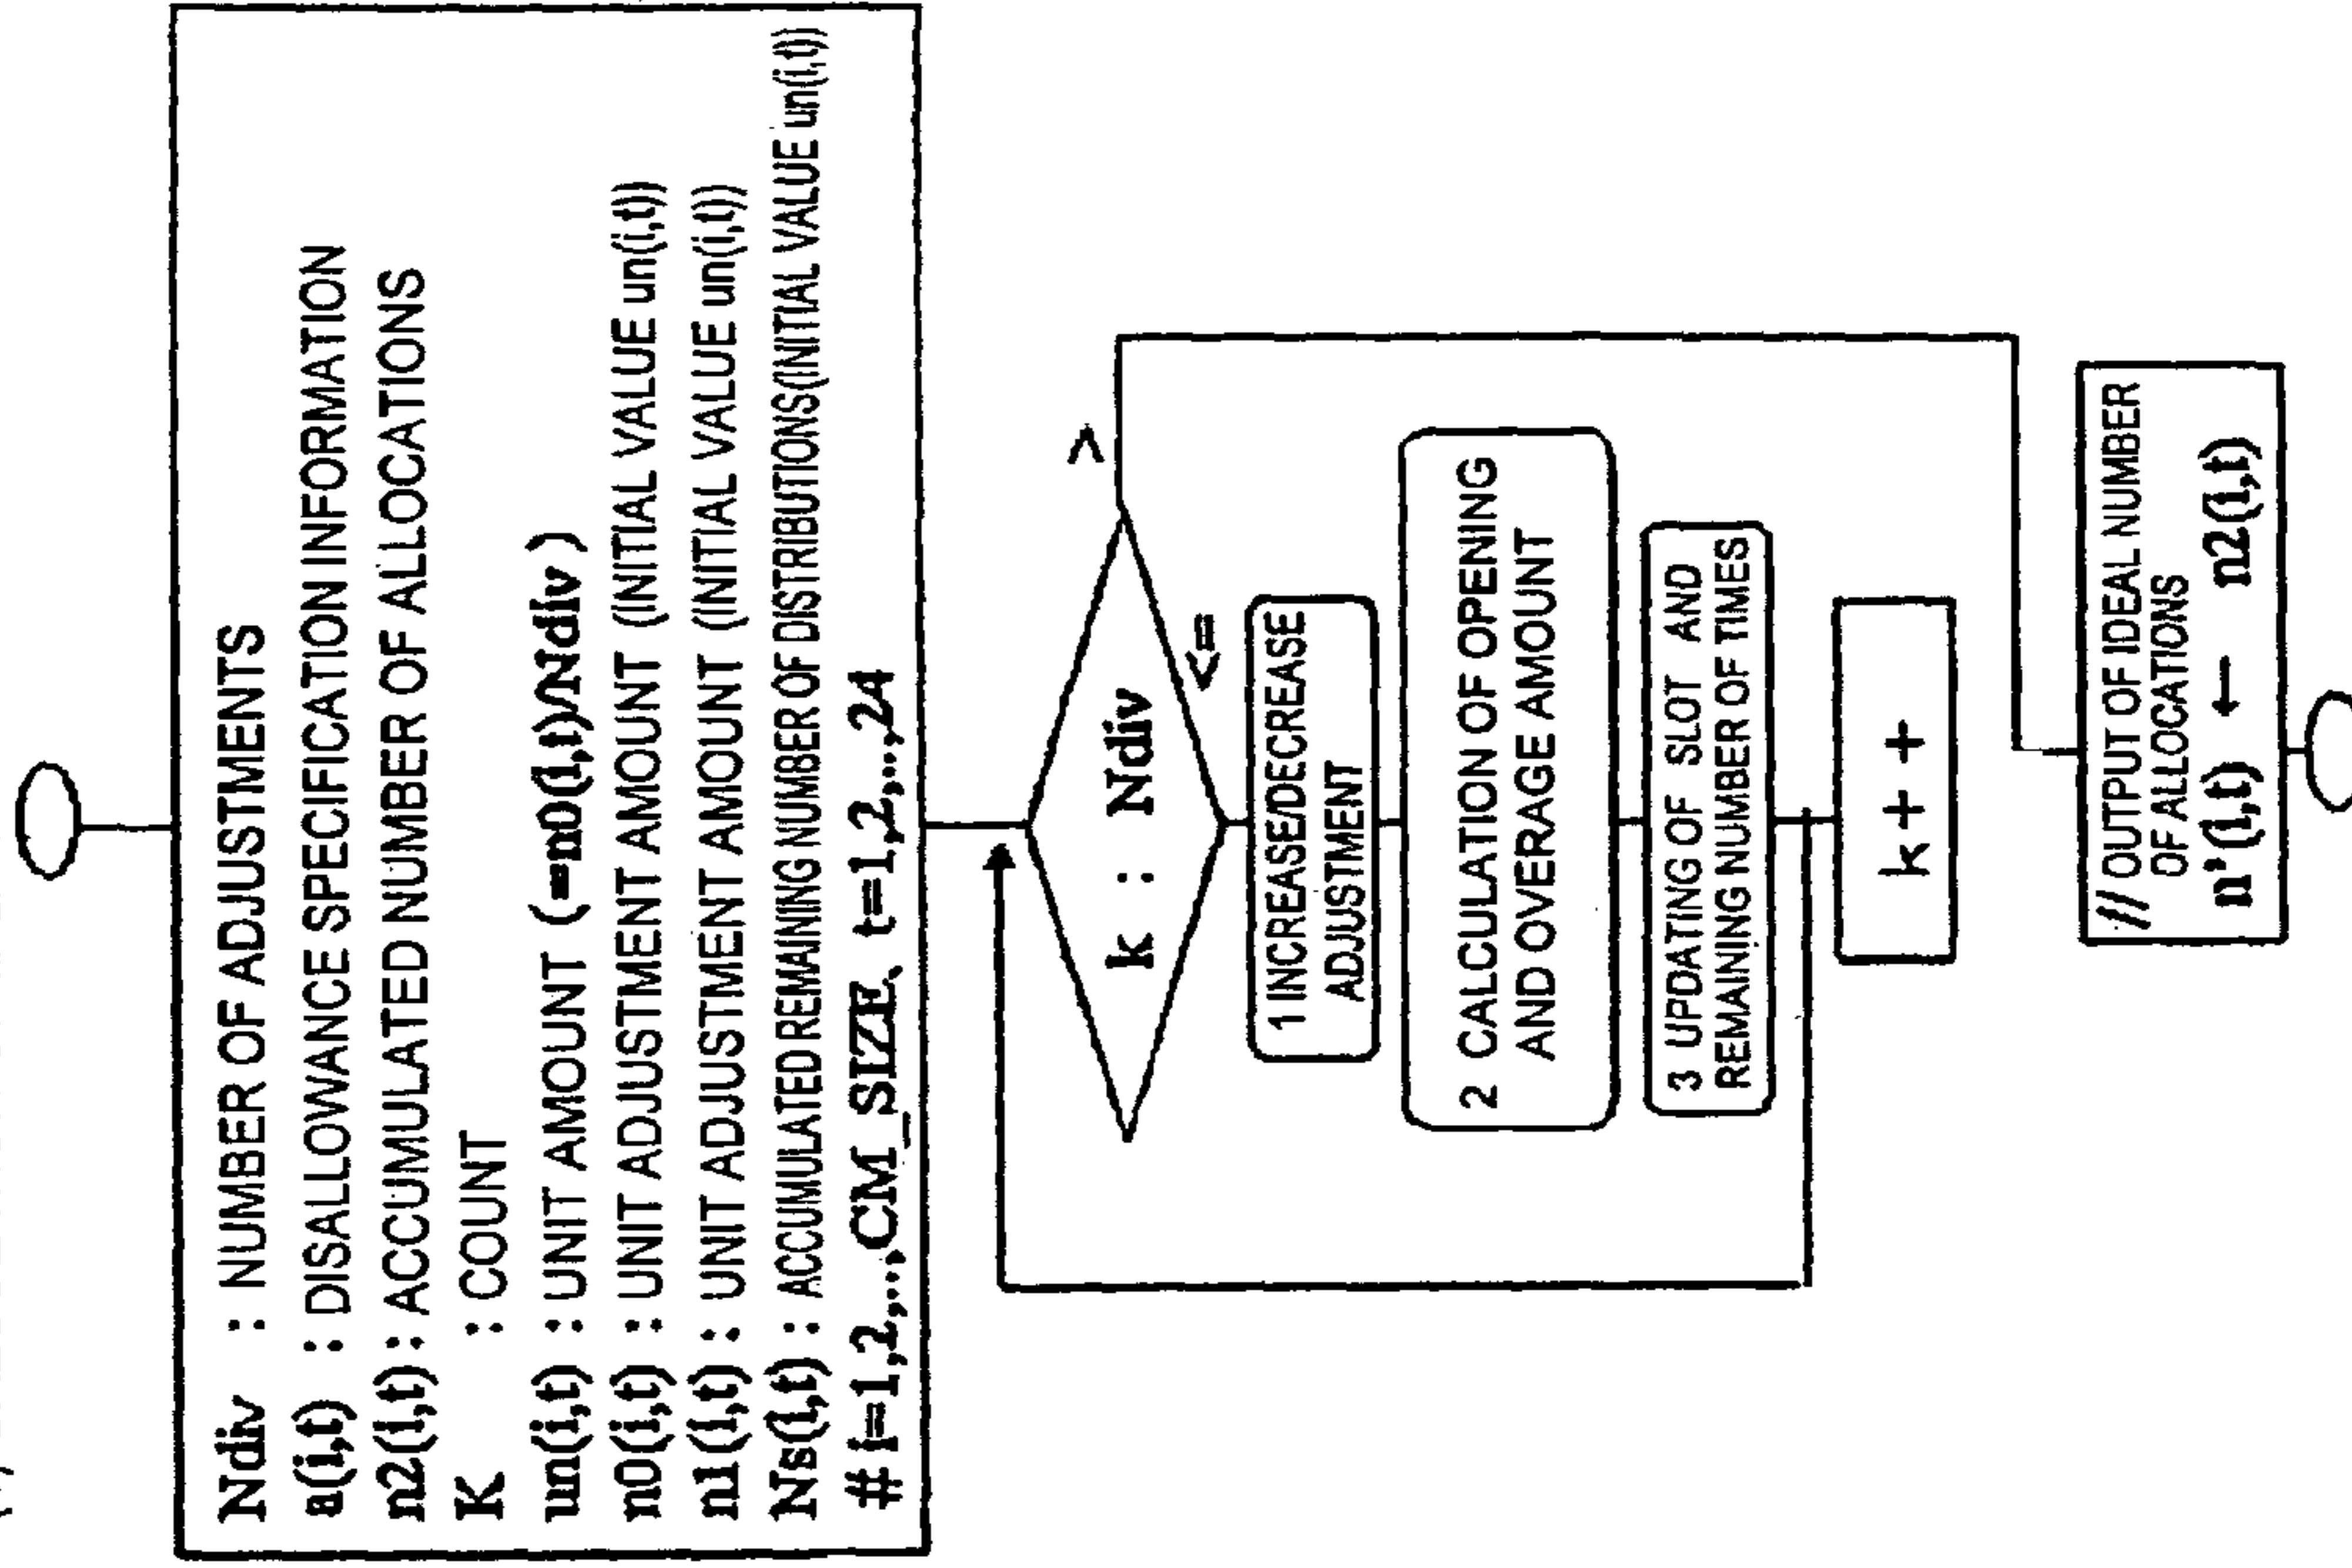 Ndiv : NUMBER OF ADJUSTMENTS
a(i,t) : DISALLOWANCE SPECIFICATION INFORMATION
n2(i,t) : ACCUMULATED NUMBER OF ALLOCATIONS
K : COUNT
un(i,t) : UNIT AMOUNT (=n0(i,t)/Ndiv)
n0(i,t) : UNIT ADJUSTMENT AMOUNT (INITIAL VALUE un(i,t))
n1(i,t) : UNIT ADJUSTMENT AMOUNT (INITIAL VALUE un(i,t))
Ns(i,t) : ACCUMULATED REMAINING NUMBER OF DISTRIBUTIONS(INITIAL VALUE un(i,t))
# i=1,2,...,CM_SIZE、t=1,2,...,24
k : Ndiv
>
<=
1 INCREASE/DECREASE
ADJUSTMENT
2 CALCULATION OF OPENING
AND OVERAGE AMOUNT
3 UPDATING OF SLOT AND
REMAINING NUMBER OF TIMES
k++
// OUTPUT OF IDEAL NUMBER
OF ALLOCATIONS
n'(i,t) ← n2(i,t)